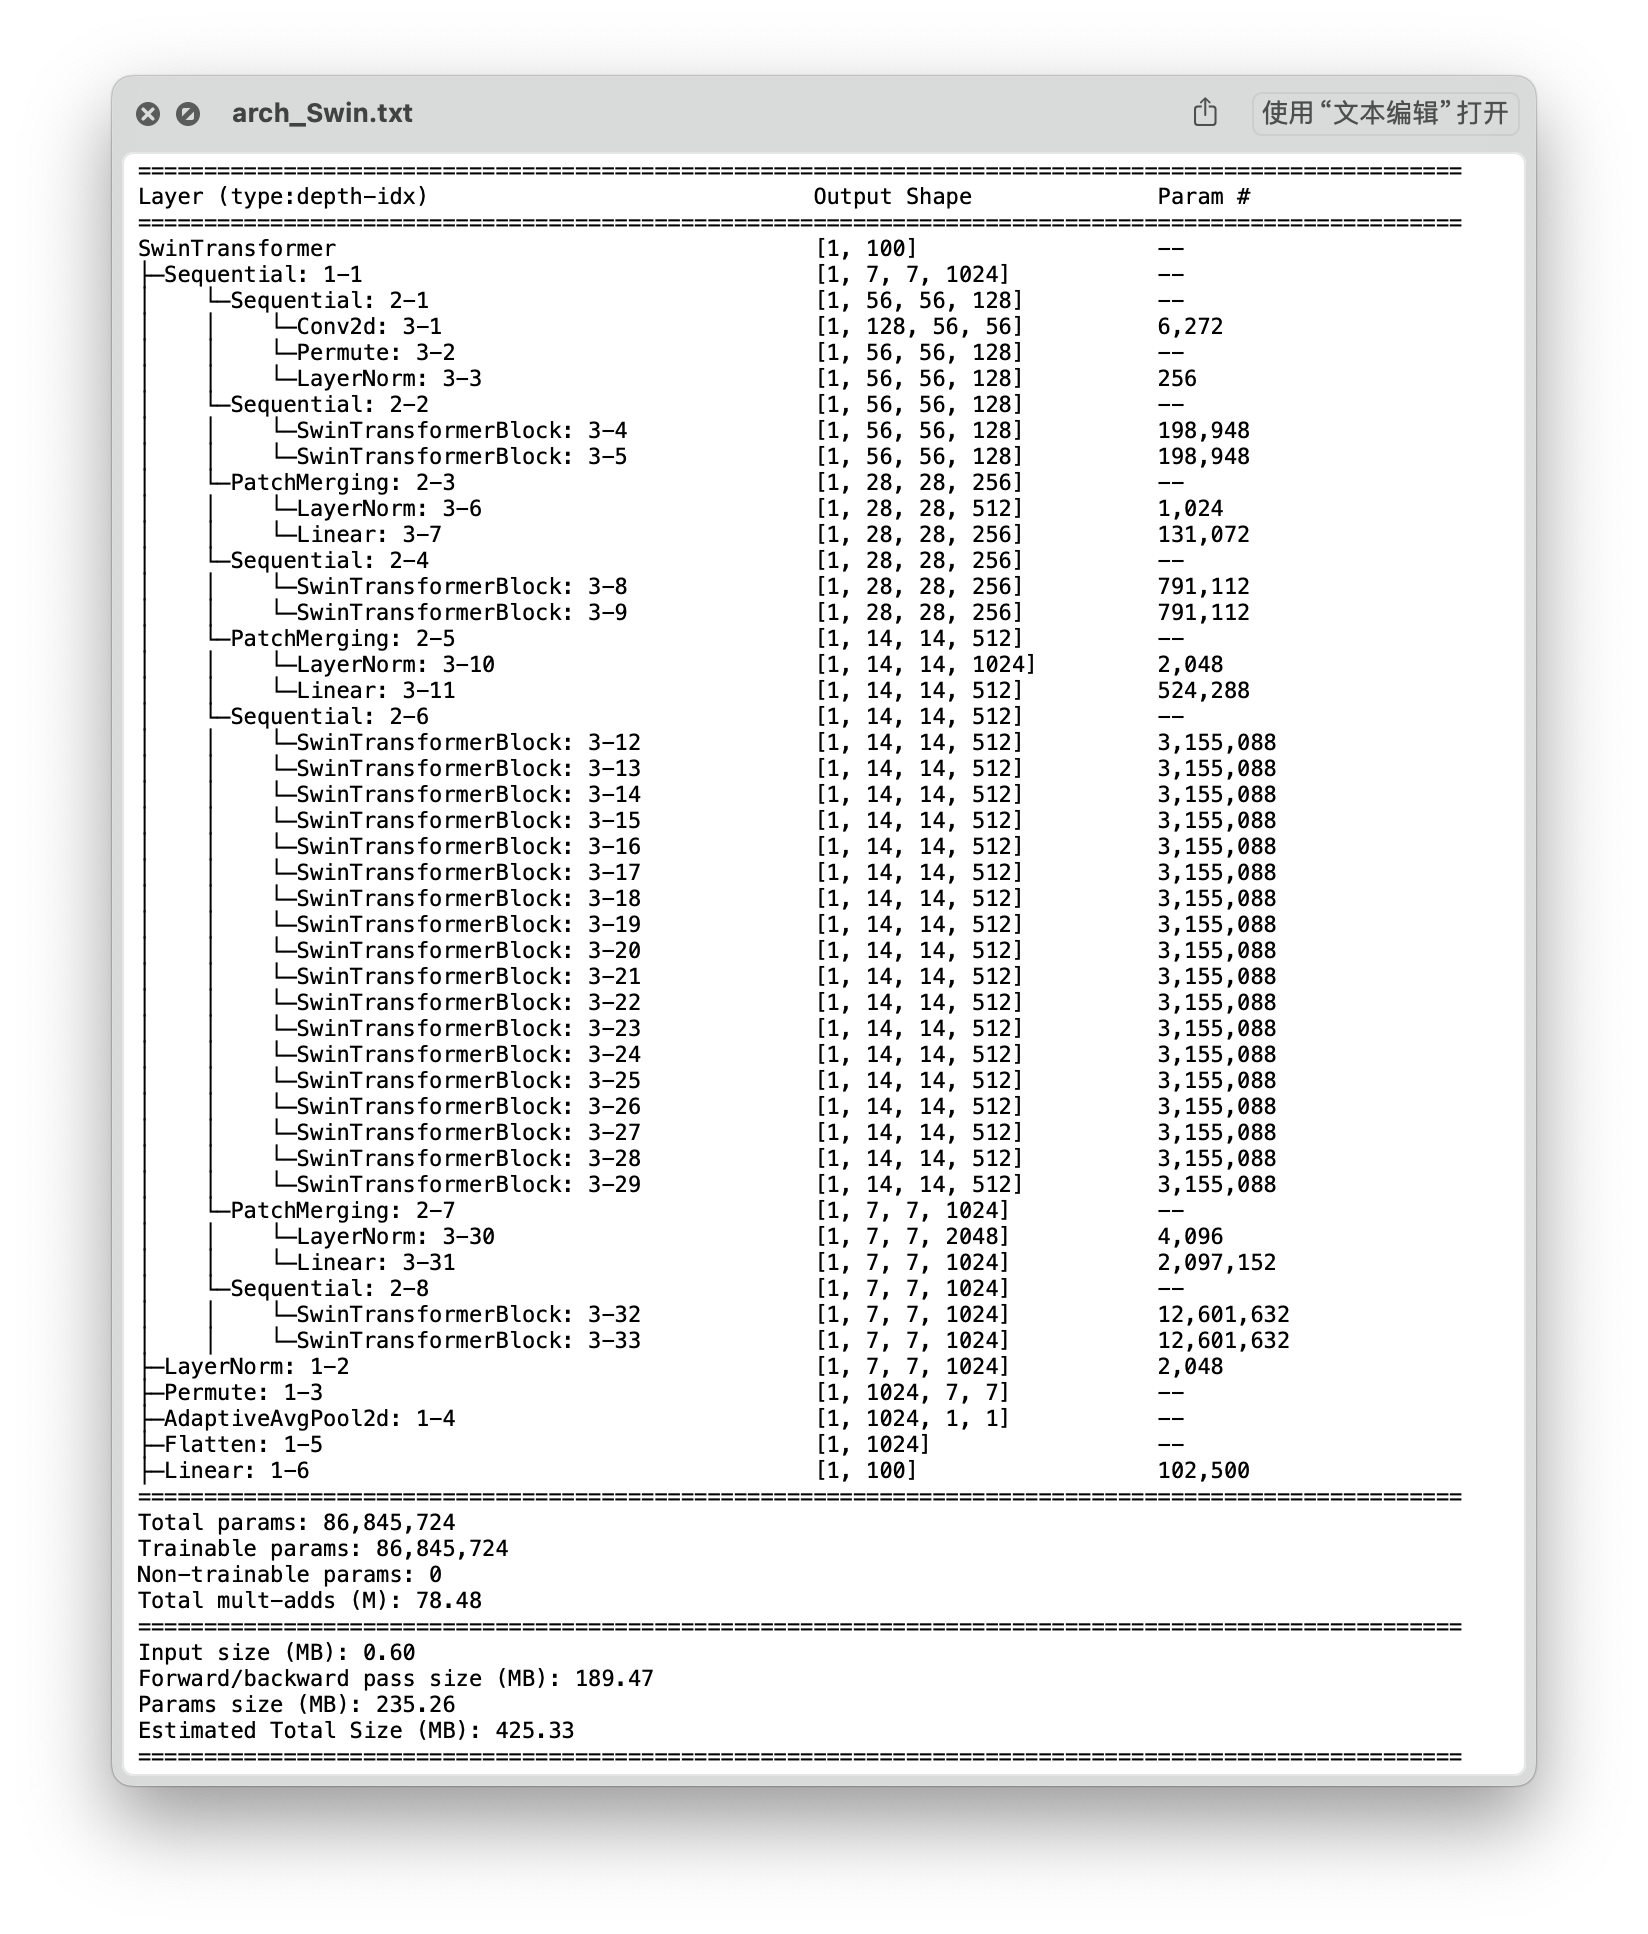 arch_Swin.txt
使用“文本编辑”打开
==========================================================================================
Layer (type:depth-idx)                             Output Shape              Param #
==========================================================================================
SwinTransformer                                    [1, 100]                  --
├─Sequential: 1-1                                  [1, 7, 7, 1024]           --
│    └─Sequential: 2-1                             [1, 56, 56, 128]          --
│    │    └─Conv2d: 3-1                            [1, 128, 56, 56]          6,272
│    │    └─Permute: 3-2                           [1, 56, 56, 128]          --
│    │    └─LayerNorm: 3-3                         [1, 56, 56, 128]          256
│    └─Sequential: 2-2                             [1, 56, 56, 128]          --
│    │    └─SwinTransformerBlock: 3-4              [1, 56, 56, 128]          198,948
│    │    └─SwinTransformerBlock: 3-5              [1, 56, 56, 128]          198,948
│    └─PatchMerging: 2-3                           [1, 28, 28, 256]          --
│    │    └─LayerNorm: 3-6                         [1, 28, 28, 512]          1,024
│    │    └─Linear: 3-7                            [1, 28, 28, 256]          131,072
│    └─Sequential: 2-4                             [1, 28, 28, 256]          --
│    │    └─SwinTransformerBlock: 3-8              [1, 28, 28, 256]          791,112
│    │    └─SwinTransformerBlock: 3-9              [1, 28, 28, 256]          791,112
│    └─PatchMerging: 2-5                           [1, 14, 14, 512]          --
│    │    └─LayerNorm: 3-10                        [1, 14, 14, 1024]         2,048
│    │    └─Linear: 3-11                           [1, 14, 14, 512]          524,288
│    └─Sequential: 2-6                             [1, 14, 14, 512]          --
│    │    └─SwinTransformerBlock: 3-12             [1, 14, 14, 512]          3,155,088
│    │    └─SwinTransformerBlock: 3-13             [1, 14, 14, 512]          3,155,088
│    │    └─SwinTransformerBlock: 3-14             [1, 14, 14, 512]          3,155,088
│    │    └─SwinTransformerBlock: 3-15             [1, 14, 14, 512]          3,155,088
│    │    └─SwinTransformerBlock: 3-16             [1, 14, 14, 512]          3,155,088
│    │    └─SwinTransformerBlock: 3-17             [1, 14, 14, 512]          3,155,088
│    │    └─SwinTransformerBlock: 3-18             [1, 14, 14, 512]          3,155,088
│    │    └─SwinTransformerBlock: 3-19             [1, 14, 14, 512]          3,155,088
│    │    └─SwinTransformerBlock: 3-20             [1, 14, 14, 512]          3,155,088
│    │    └─SwinTransformerBlock: 3-21             [1, 14, 14, 512]          3,155,088
│    │    └─SwinTransformerBlock: 3-22             [1, 14, 14, 512]          3,155,088
│    │    └─SwinTransformerBlock: 3-23             [1, 14, 14, 512]          3,155,088
│    │    └─SwinTransformerBlock: 3-24             [1, 14, 14, 512]          3,155,088
│    │    └─SwinTransformerBlock: 3-25             [1, 14, 14, 512]          3,155,088
│    │    └─SwinTransformerBlock: 3-26             [1, 14, 14, 512]          3,155,088
│    │    └─SwinTransformerBlock: 3-27             [1, 14, 14, 512]          3,155,088
│    │    └─SwinTransformerBlock: 3-28             [1, 14, 14, 512]          3,155,088
│    │    └─SwinTransformerBlock: 3-29             [1, 14, 14, 512]          3,155,088
│    └─PatchMerging: 2-7                           [1, 7, 7, 1024]           --
│    │    └─LayerNorm: 3-30                        [1, 7, 7, 2048]           4,096
│    │    └─Linear: 3-31                           [1, 7, 7, 1024]           2,097,152
│    └─Sequential: 2-8                             [1, 7, 7, 1024]           --
│    │    └─SwinTransformerBlock: 3-32             [1, 7, 7, 1024]           12,601,632
│    │    └─SwinTransformerBlock: 3-33             [1, 7, 7, 1024]           12,601,632
├─LayerNorm: 1-2                                   [1, 7, 7, 1024]           2,048
├─Permute: 1-3                                     [1, 1024, 7, 7]           --
├─AdaptiveAvgPool2d: 1-4                           [1, 1024, 1, 1]           --
├─Flatten: 1-5                                     [1, 1024]                 --
├─Linear: 1-6                                      [1, 100]                  102,500
==========================================================================================
Total params: 86,845,724
Trainable params: 86,845,724
Non-trainable params: 0
Total mult-adds (M): 78.48
==========================================================================================
Input size (MB): 0.60
Forward/backward pass size (MB): 189.47
Params size (MB): 235.26
Estimated Total Size (MB): 425.33
==========================================================================================